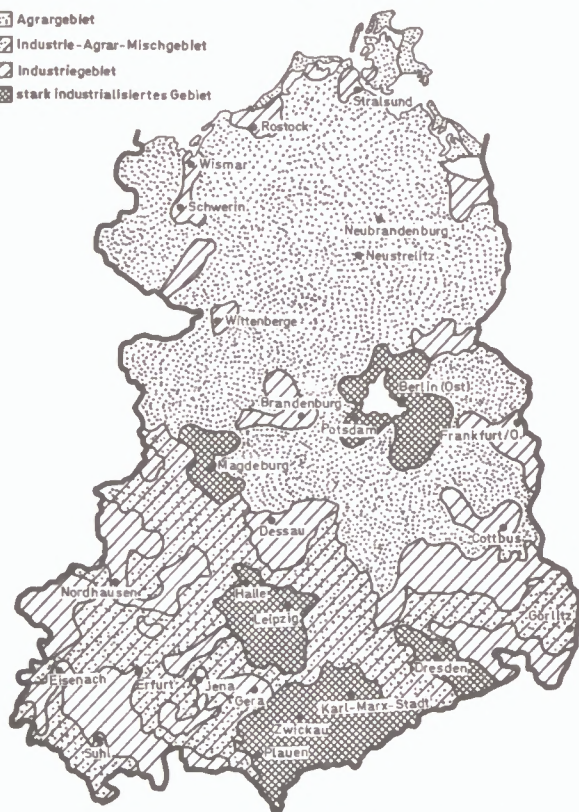 Agrargebiet
Industrie-Agrar-Mischgebiet
Industriegebiet
stark industrialisiertes Gebiet
Stralsund
Rostock
Wismar
Schwerin
Neubrandenburg
Neustrelitz
Wittenberge
Berlin (Ost)
Brandenburg
Potsdam
Frankfurt/O.
Magdeburg
Dessau
Cottbus
Nordhausen
Halle
Leipzig
Görlitz
Dresden
Eisenach
Erfurt
Jena
Gera
Karl-Marx-Stadt
Zwickau
Suhl
Plauen